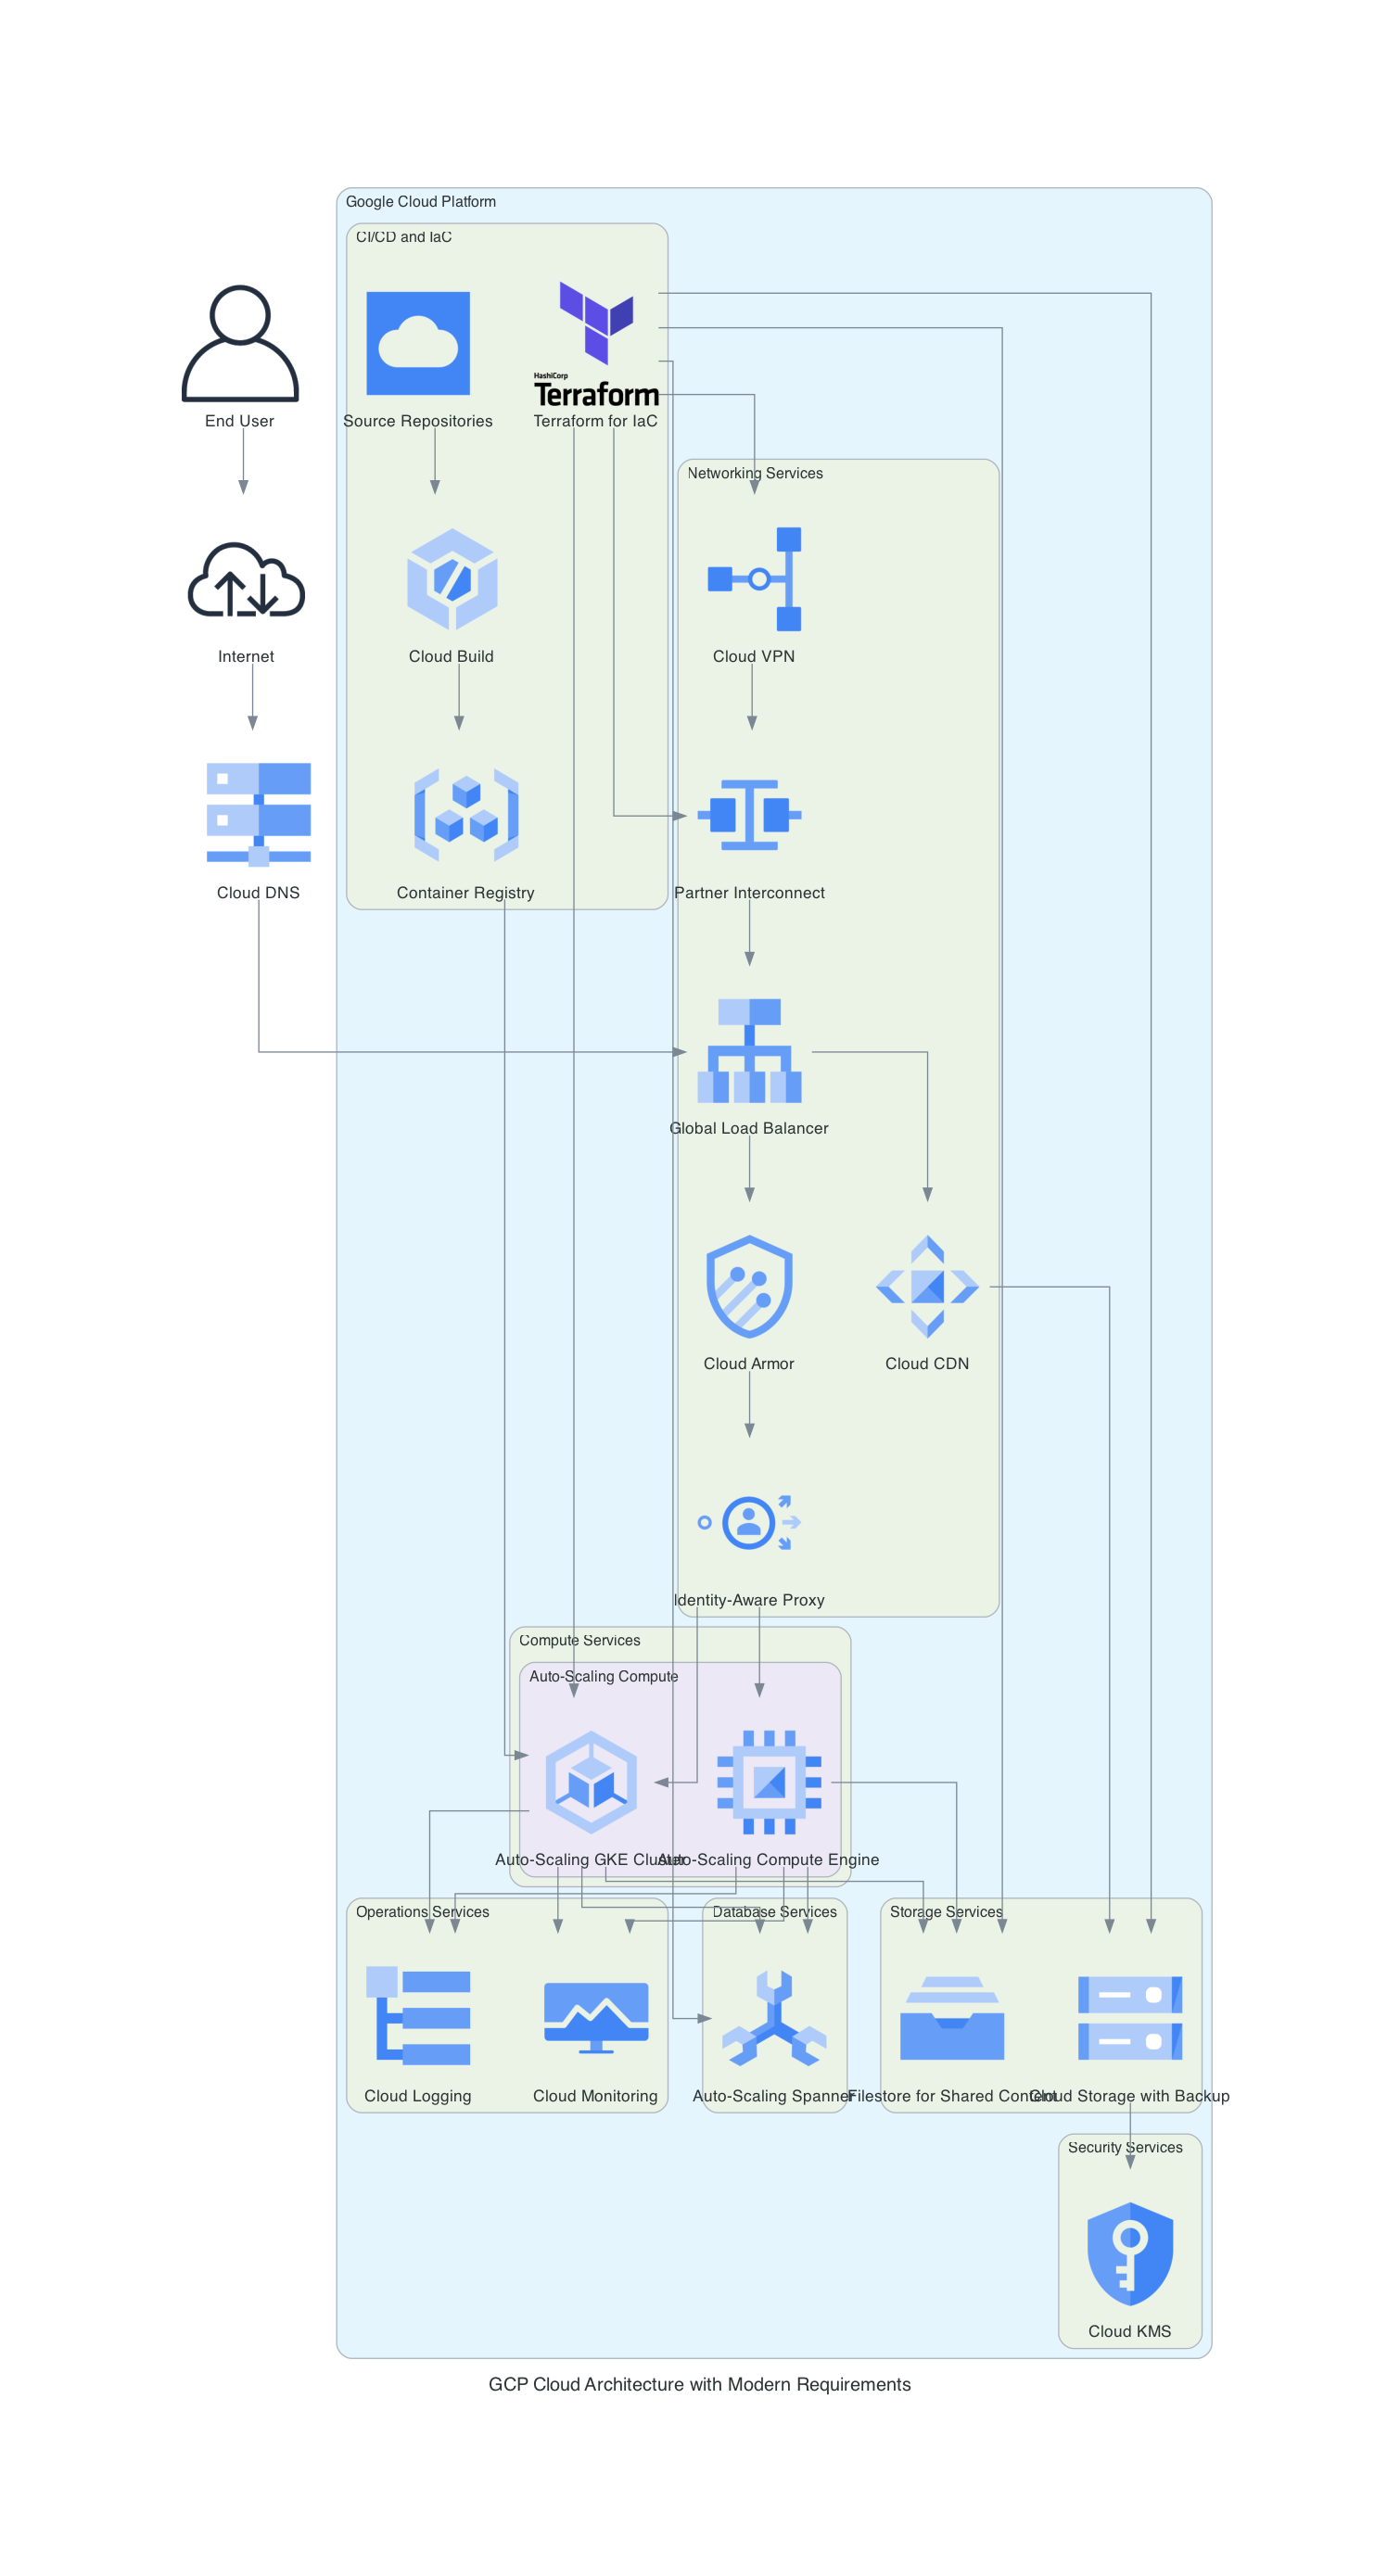 Google Cloud Platform
CI/CD and IaC
HashiCorp
Terraform
End User
Source Repositories
Terraform for IaC
Networking Services
Internet
Cloud Build
Cloud VPN
Cloud DNS
Container Registry
Partner Interconnect
Global Load Balancer
Cloud Armor
Cloud CDN
Identity-Aware Proxy
Compute Services
Auto-Scaling Compute
Auto-Scaling GKE Cluster
Auto-Scaling Compute Engine
Operations Services
Database Services
Storage Services
Cloud Logging
Cloud Monitoring
Auto-Scaling Spanner
Filestore for Shared Content
Cloud Storage with Backup
Security Services
Cloud KMS
GCP Cloud Architecture with Modern Requirements